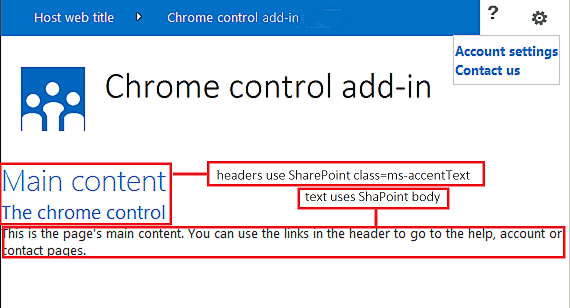 Host web title Chrome control add-in ?
Account settings
Contact us
Chrome control add-in
Main content
The chrome control
headers use SharePoint class=ms-accentText
text uses ShaPoint body
This is the page's main content. You can use the links in the header to go to the help, account or
contact pages.